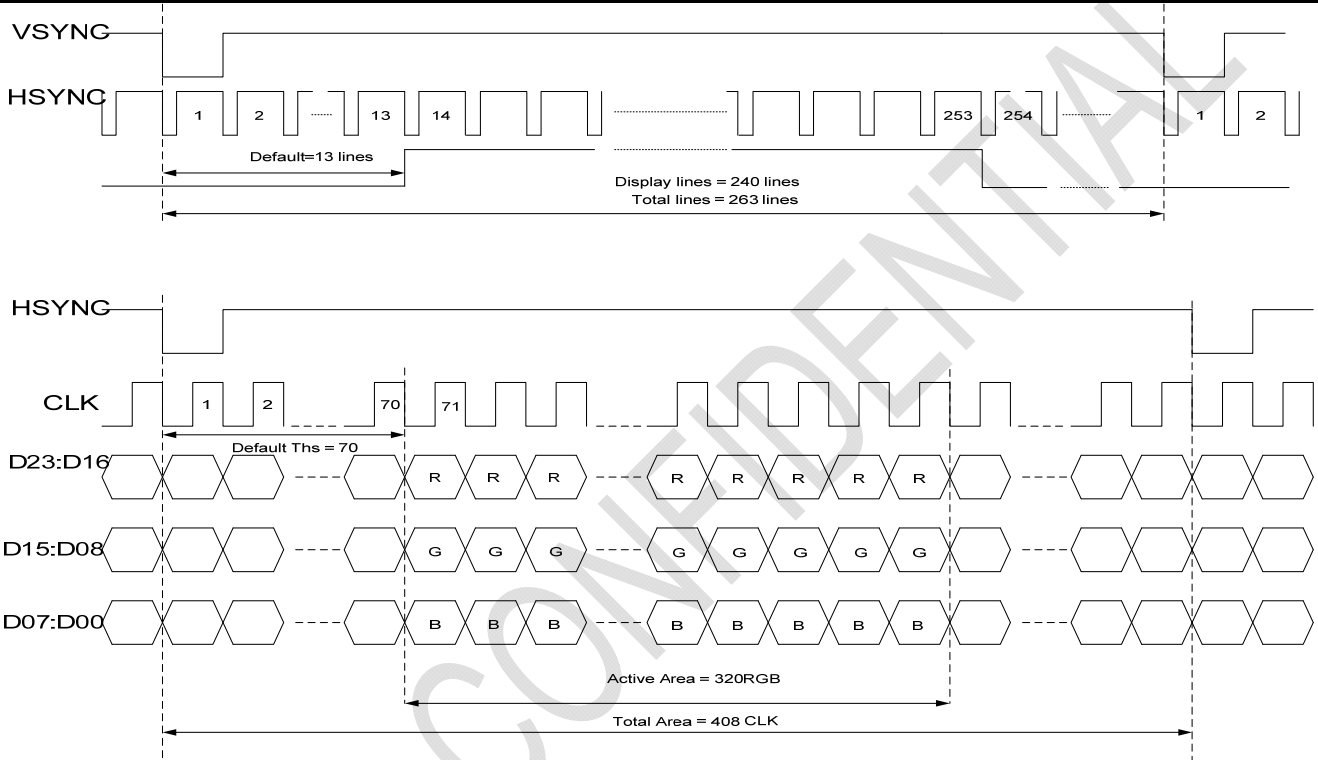 VSYNC
HSYNC
1 2 13 14 253 254 1 2
Default=13 lines
Display lines = 240 lines
Total lines = 263 lines
HSYNC
CLK
1 2 70 71
Default Ths = 70
D23:D16
R R R R R R R R
D15:D08
G G G G G G G G
D07:D00
B B B B B B B B
Active Area = 320RGB
Total Area = 408 CLK
CONFIDENTIAL